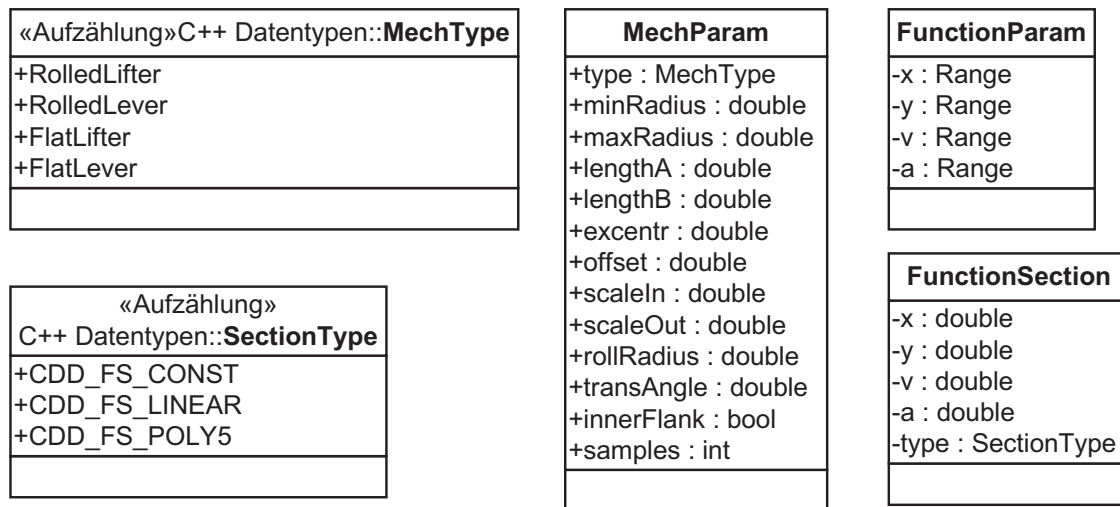 «Aufzählung»C++ Datentypen::MechType
+RolledLifter
+RolledLever
+FlatLifter
+FlatLever
«Aufzählung»
C++ Datentypen::SectionType
+CDD_FS_CONST
+CDD_FS_LINEAR
+CDD_FS_POLY5
MechParam
+type : MechType
+minRadius : double
+maxRadius : double
+lengthA : double
+lengthB : double
+excentr : double
+offset : double
+scaleIn : double
+scaleOut : double
+rollRadius : double
+transAngle : double
+innerFlank : bool
+samples : int
FunctionParam
-x : Range
-y : Range
-v : Range
-a : Range
FunctionSection
-x : double
-y : double
-v : double
-a : double
-type : SectionType